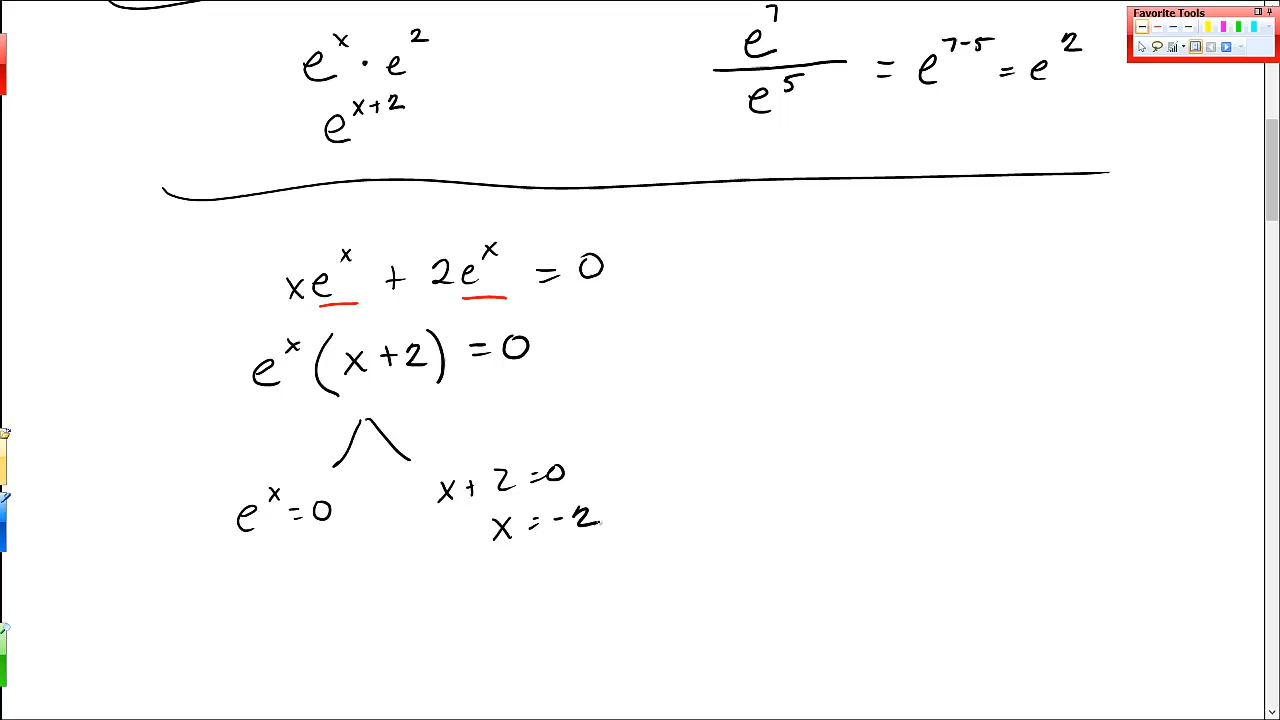 Favorite Tools
e^x · e^2
e^{x+2}
e^7 / e^5 = e^{7-5} = e^2
xe^x + 2e^x = 0
e^x (x+2) = 0
e^x = 0
x + 2 = 0
x = -2